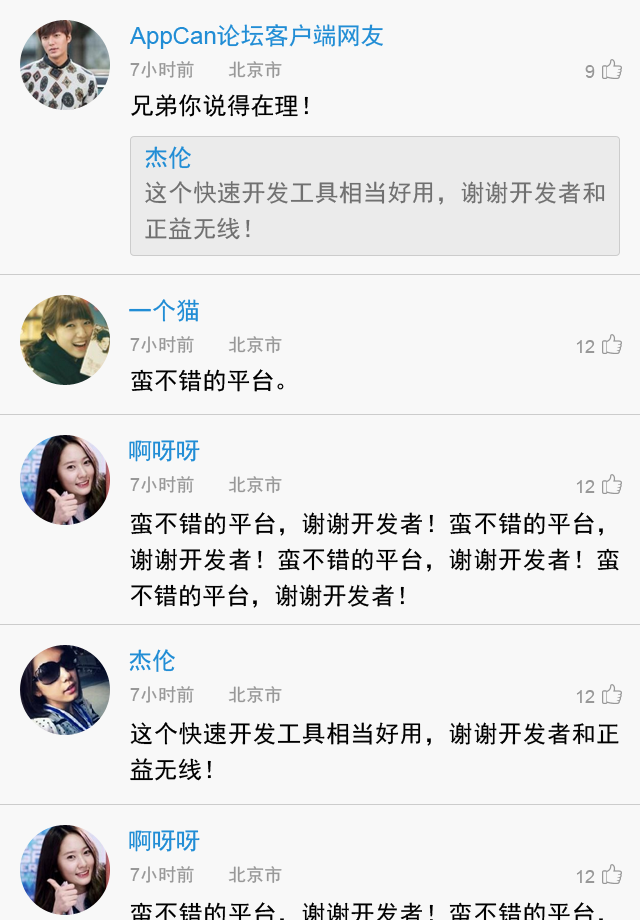 AppCan论坛客户端网友
7小时前 北京市 9
兄弟你说得在理！
杰伦
这个快速开发工具相当好用，谢谢开发者和
正益无线！
一个猫
7小时前 北京市 12
蛮不错的平台。
啊呀呀
7小时前 北京市 12
蛮不错的平台，谢谢开发者！蛮不错的平台，
谢谢开发者！蛮不错的平台，谢谢开发者！蛮
不错的平台，谢谢开发者！
杰伦
7小时前 北京市 12
这个快速开发工具相当好用，谢谢开发者和正
益无线！
啊呀呀
7小时前 北京市 12
蛮不错的平台，谢谢开发者！蛮不错的平台，